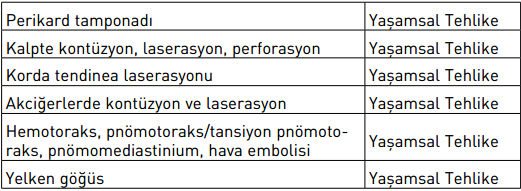 Perikard tamponadı Yaşamsal Tehlike
Kalpte kontüzyon, laserasyon, perforasyon Yaşamsal Tehlike
Korda tendinea laserasyonu Yaşamsal Tehlike
Akciğerlerde kontüzyon ve laserasyon Yaşamsal Tehlike
Hemotoraks, pnömotoraks/tansiyon pnömoto-
raks, pnömomediastinium, hava embolisi Yaşamsal Tehlike
Yelken göğüs Yaşamsal Tehlike